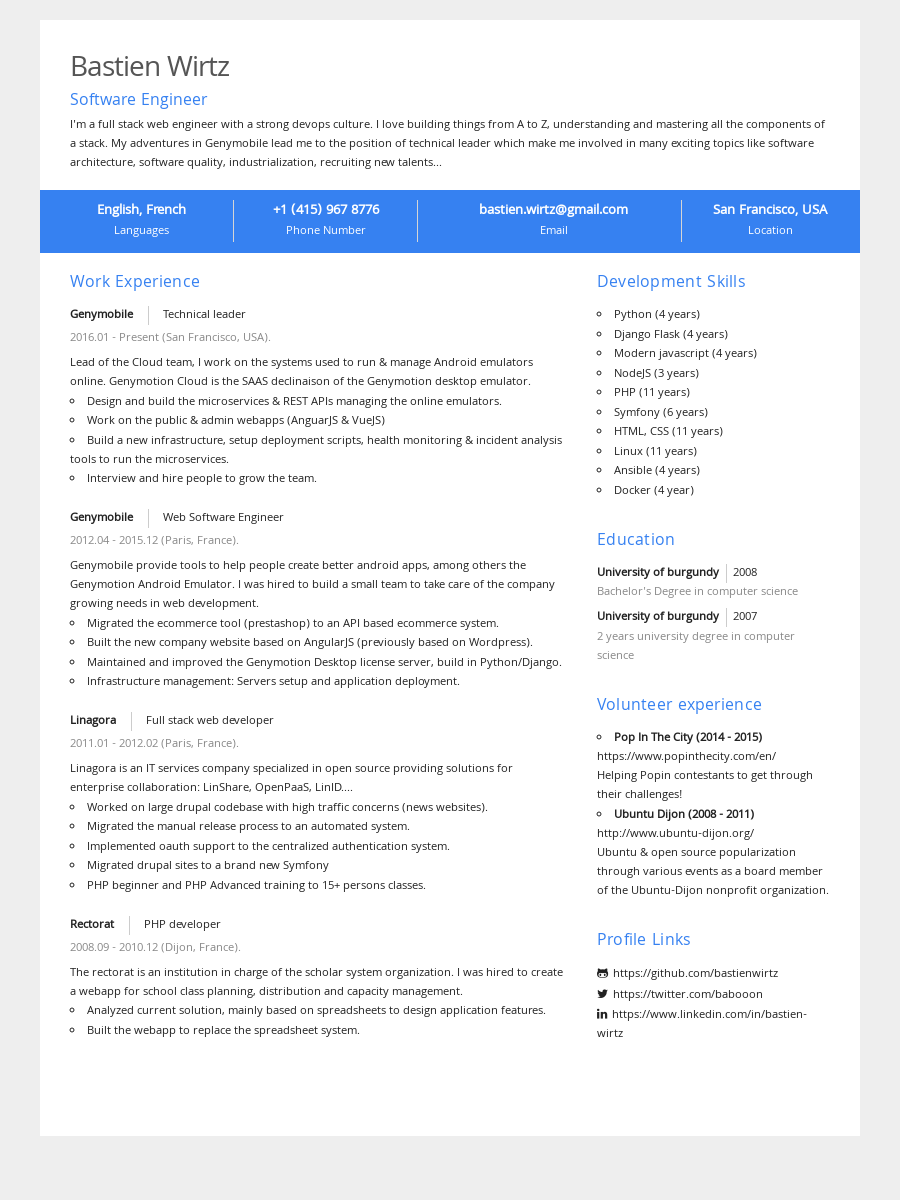 Bastien Wirtz
Software Engineer
I'm a full stack web engineer with a strong devops culture. I love building things from A to Z, understanding and mastering all the components of
a stack. My adventures in Genymobile lead me to the position of technical leader which make me involved in many exciting topics like software
architecture, software quality, industrialization, recruiting new talents...
English, French
Languages
+1 (415) 967 8776
Phone Number
bastien.wirtz@gmail.com
Email
San Francisco, USA
Location
Work Experience
Genymobile Technical leader
2016.01 - Present (San Francisco, USA).
Lead of the Cloud team, I work on the systems used to run & manage Android emulators
online. Genymotion Cloud is the SAAS declinaison of the Genymotion desktop emulator.
Design and build the microservices & REST APIs managing the online emulators.
Work on the public & admin webapps (AnguarJS & VueJS)
Build a new infrastructure, setup deployment scripts, health monitoring & incident analysis
tools to run the microservices.
Interview and hire people to grow the team.
Genymobile Web Software Engineer
2012.04 - 2015.12 (Paris, France).
Genymobile provide tools to help people create better android apps, among others the
Genymotion Android Emulator. I was hired to build a small team to take care of the company
growing needs in web development.
Migrated the ecommerce tool (prestashop) to an API based ecommerce system.
Built the new company website based on AngularJS (previously based on Wordpress).
Maintained and improved the Genymotion Desktop license server, build in Python/Django.
Infrastructure management: Servers setup and application deployment.
Linagora Full stack web developer
2011.01 - 2012.02 (Paris, France).
Linagora is an IT services company specialized in open source providing solutions for
enterprise collaboration: LinShare, OpenPaaS, LinID....
Worked on large drupal codebase with high traffic concerns (news websites).
Migrated the manual release process to an automated system.
Implemented oauth support to the centralized authentication system.
Migrated drupal sites to a brand new Symfony
PHP beginner and PHP Advanced training to 15+ persons classes.
Rectorat PHP developer
2008.09 - 2010.12 (Dijon, France).
The rectorat is an institution in charge of the scholar system organization. I was hired to create
a webapp for school class planning, distribution and capacity management.
Analyzed current solution, mainly based on spreadsheets to design application features.
Built the webapp to replace the spreadsheet system.
Development Skills
Python (4 years)
Django Flask (4 years)
Modern javascript (4 years)
NodeJS (3 years)
PHP (11 years)
Symfony (6 years)
HTML, CSS (11 years)
Linux (11 years)
Ansible (4 years)
Docker (4 year)
Education
University of burgundy 2008
Bachelor's Degree in computer science
University of burgundy 2007
2 years university degree in computer
science
Volunteer experience
Pop In The City (2014 - 2015)
https://www.popinthecity.com/en/
Helping Popin contestants to get through
their challenges!
Ubuntu Dijon (2008 - 2011)
http://www.ubuntu-dijon.org/
Ubuntu & open source popularization
through various events as a board member
of the Ubuntu-Dijon nonprofit organization.
Profile Links
https://github.com/bastienwirtz
https://twitter.com/babooon
https://www.linkedin.com/in/bastien-
wirtz